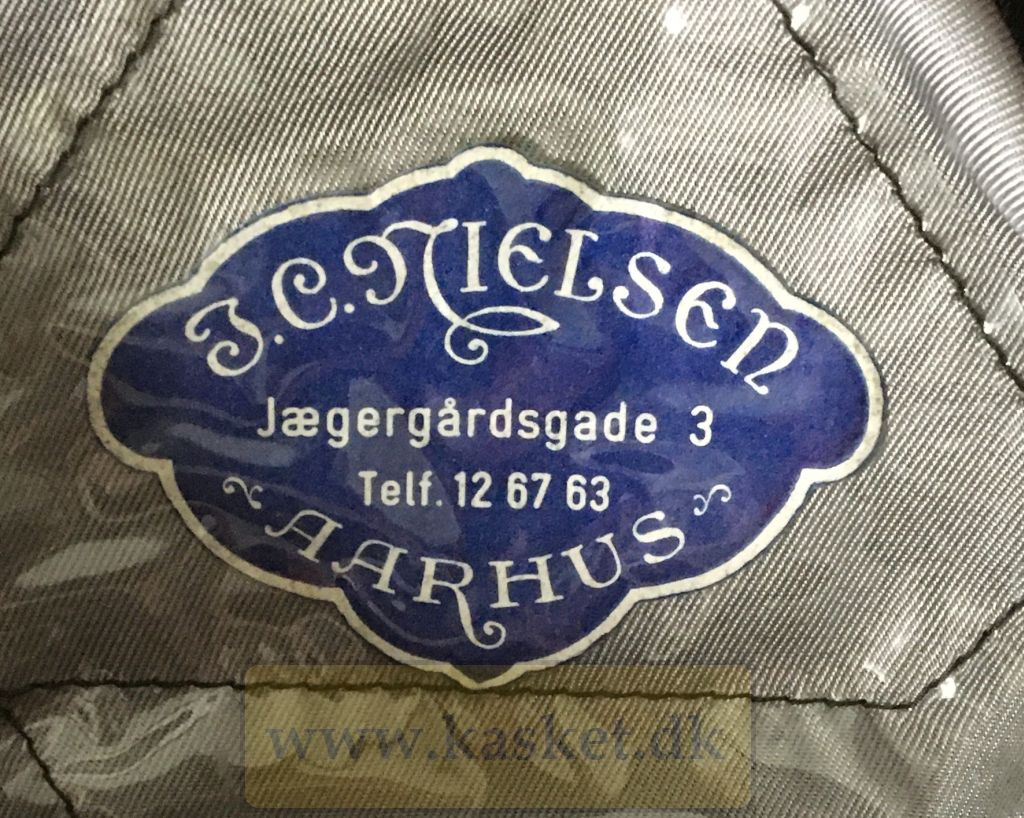 J.C. NIELSEN
Jægergårdsgade 3
Telf. 12 67 63
AARHUS
www.kasket.dk